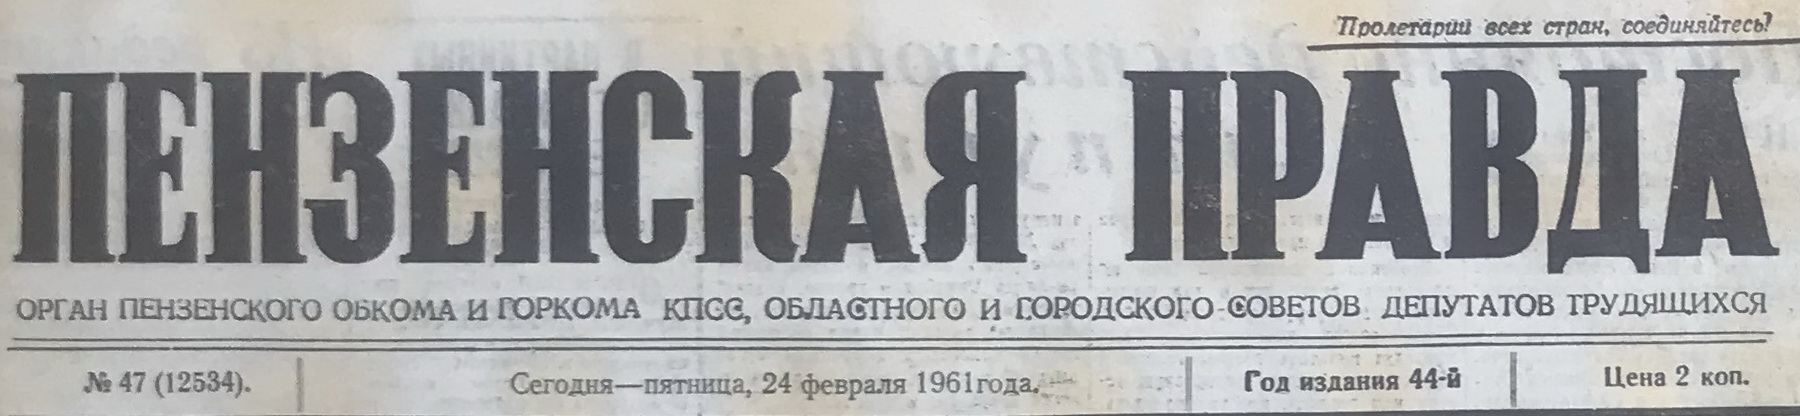 Пролетарии всех стран, соединяйтесь!
ПЕНЗЕНСКАЯ ПРАВДА
ОРГАН ПЕНЗЕНСКОГО ОБКОМА И ГОРКОМА КПСС, ОБЛАСТНОГО И ГОРОДСКОГО СОВЕТОВ ДЕПУТАТОВ ТРУДЯЩИХСЯ
№ 47 (12534). Сегодня—пятница, 24 февраля 1961 года. Год издания 44-й Цена 2 коп.